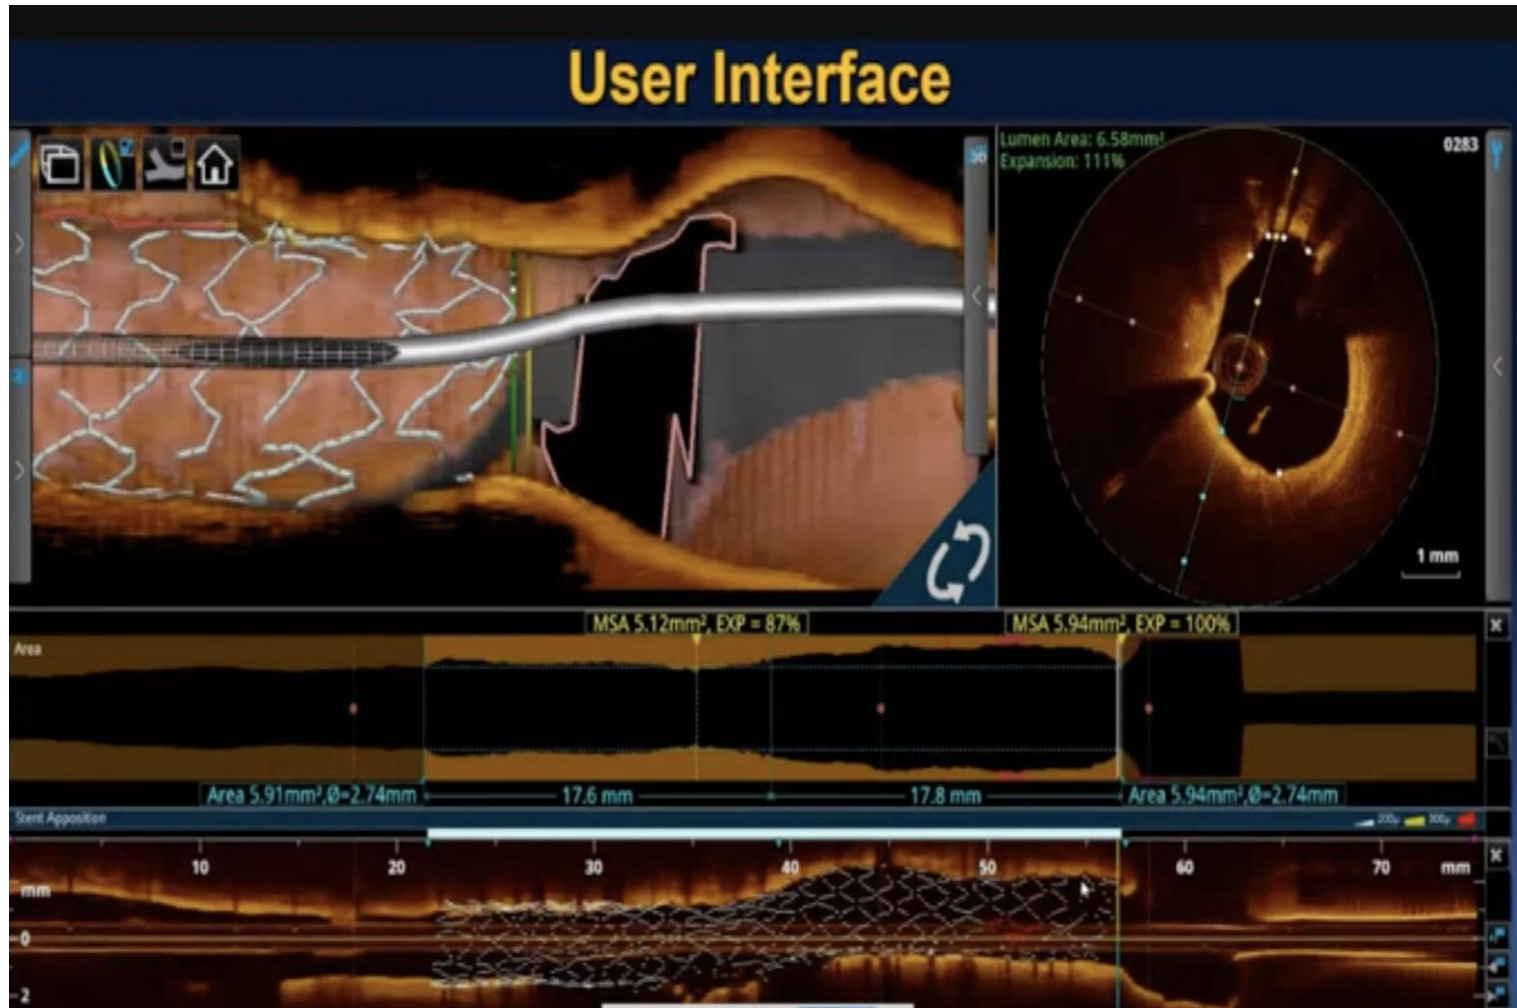 User Interface
3D
Lumen Area: 6.58mm²
Expansion: 111%
0283
1 mm
MSA 5.12mm², EXP = 87%
MSA 5.94mm², EXP = 100%
Area
Area 5.91mm²,Ø=2.74mm
17.6 mm
17.8 mm
Area 5.94mm²,Ø=2.74mm
Stent Apposition
200µ
300µ
10
20
30
40
50
60
70
mm
mm
0
2